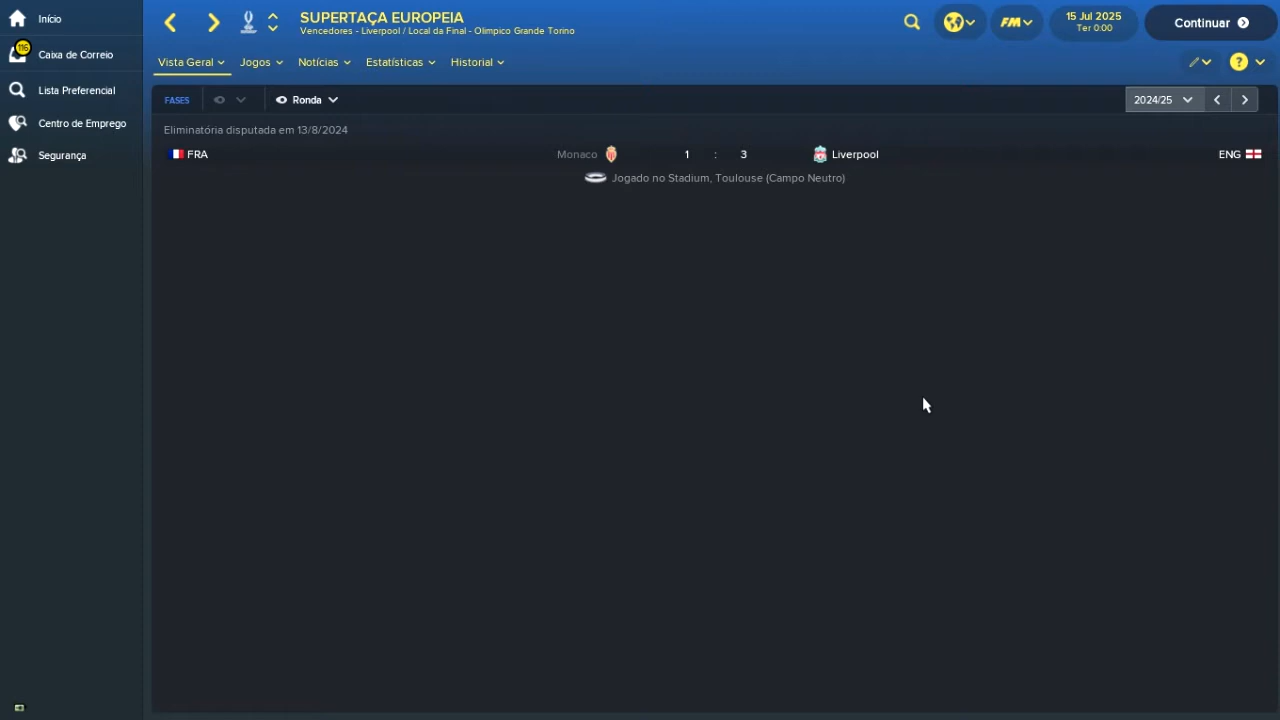 Início
SUPERTAÇA EUROPEIA
Vencedores - Liverpool / Local da Final - Olimpico Grande Torino
FM
15 Jul 2025
Ter 0:00
Continuar
116
Caixa de Correio
Vista Geral
Jogos
Notícias
Estatísticas
Historial
?
Lista Preferencial
FASES
Ronda
2024/25
Centro de Emprego
Eliminatória disputada em 13/8/2024
Segurança
FRA
Monaco
1 : 3
Liverpool
ENG
Jogado no Stadium, Toulouse (Campo Neutro)